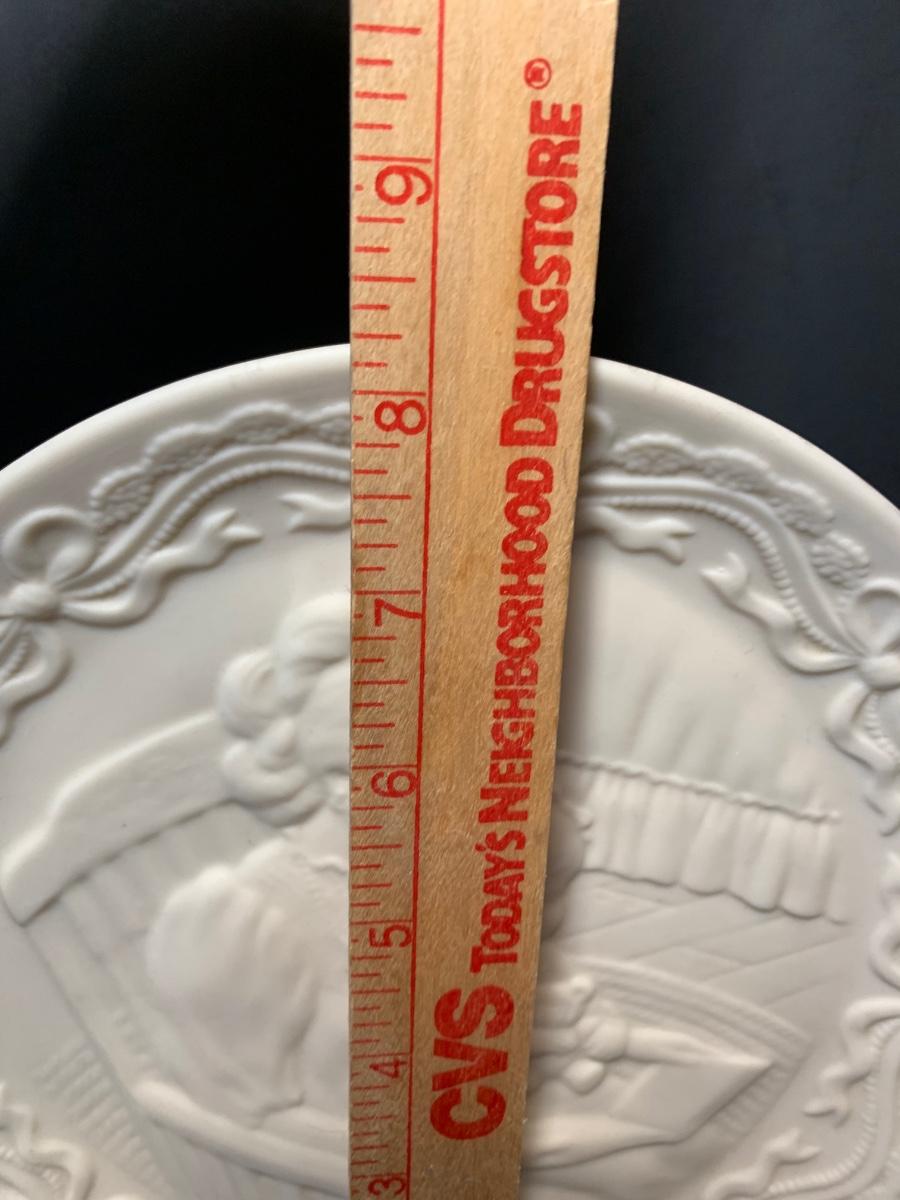 CVS TODAY'S NEIGHBORHOOD DRUGSTORE®
3 4 5 6 7 8 9